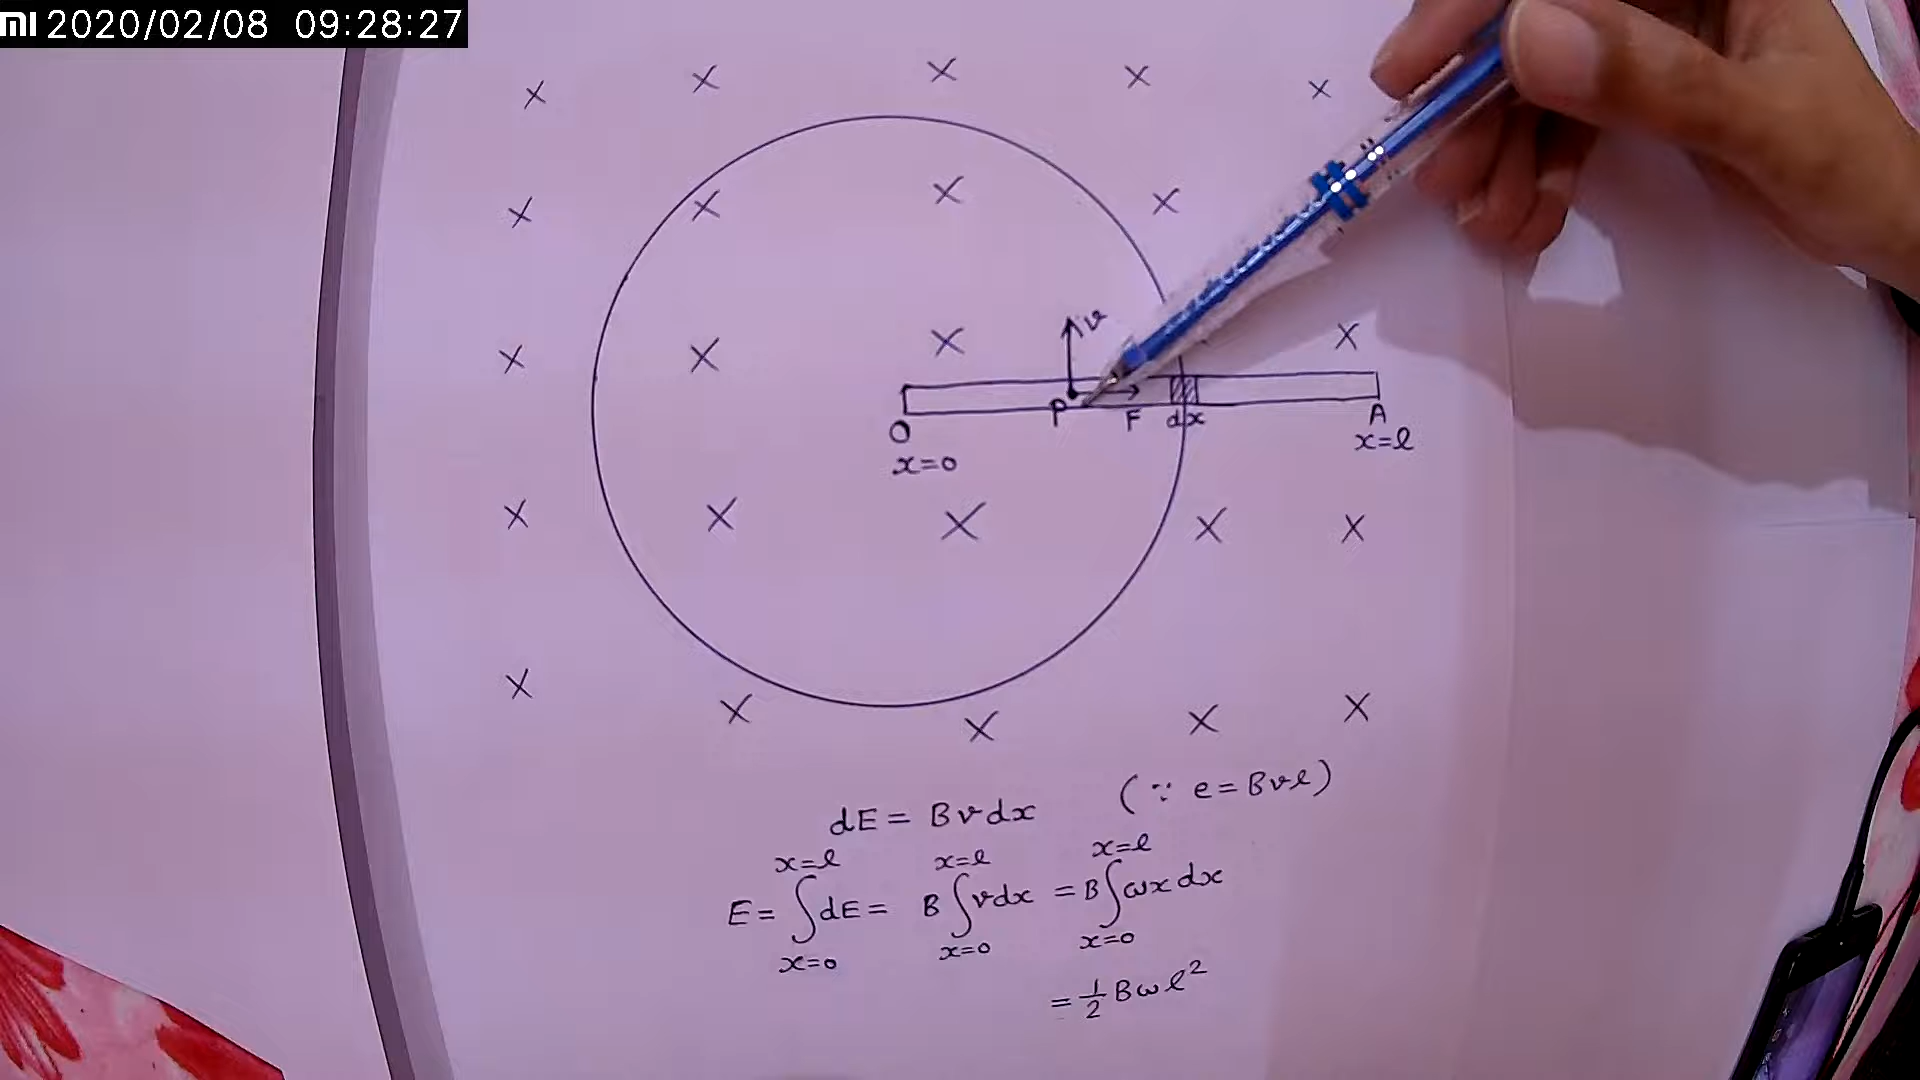 MI 2020/02/08 09:28:27
X X X X X
X X X X
v
X X X X
P F dx A
O x=l
x=0
X X X X X
X X X X X
dE = Bvdx (∵ e = Bvl)
x=l x=l x=l
E = ∫dE = B∫vdx = B∫ωx dx
x=0 x=0 x=0
= 1/2 Bωl²